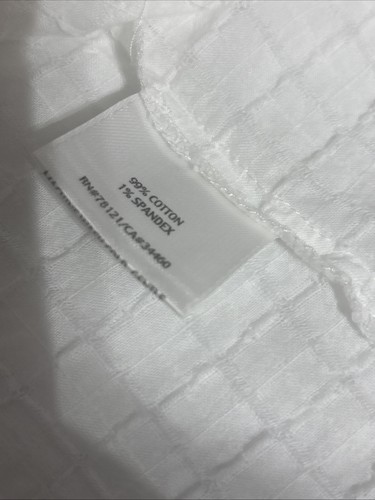 99% COTTON
1% SPANDEX
RN#78121/CA#34460